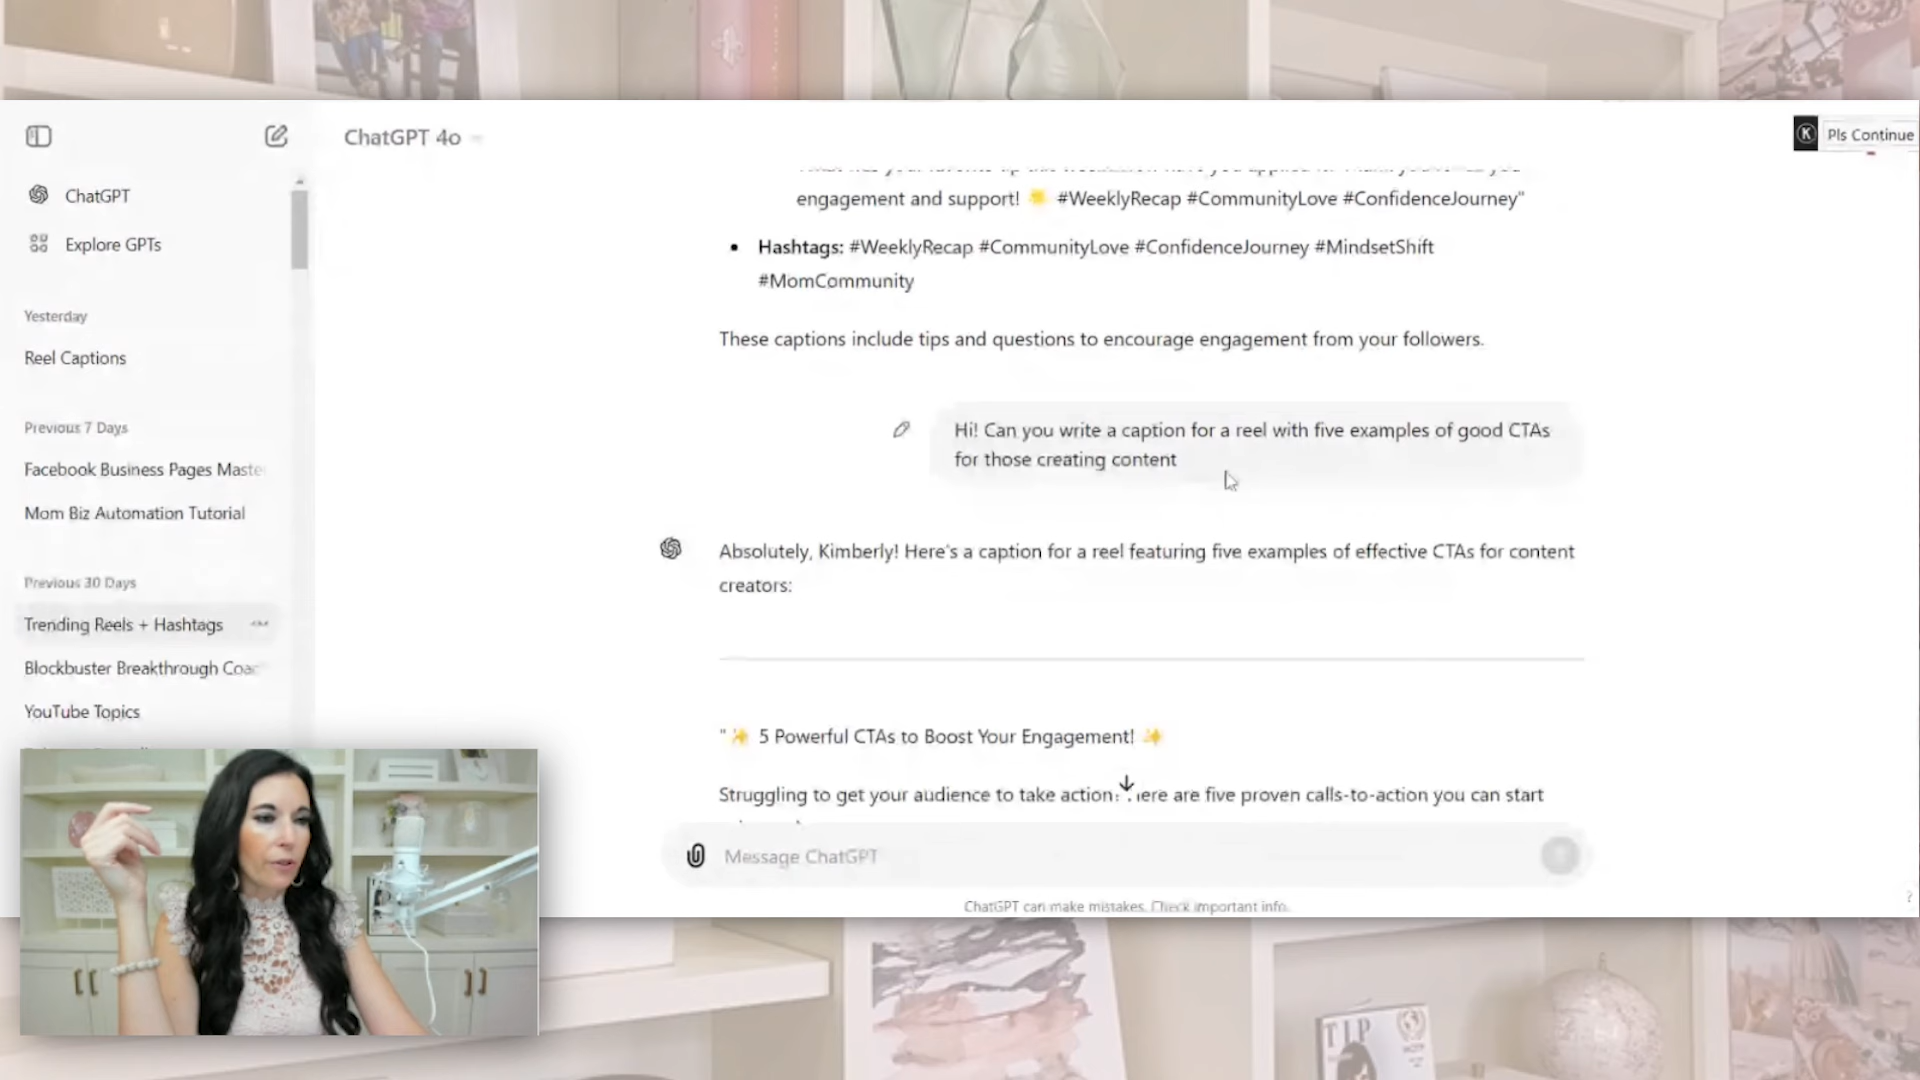 ChatGPT 4o
K Pls Continue
ChatGPT
Explore GPTs
Yesterday
Reel Captions
Previous 7 Days
Facebook Business Pages Maste
Mom Biz Automation Tutorial
Previous 30 Days
Trending Reels + Hashtags
Blockbuster Breakthrough Coac
YouTube Topics
engagement and support! 🌟 #WeeklyRecap #CommunityLove #ConfidenceJourney"
• Hashtags: #WeeklyRecap #CommunityLove #ConfidenceJourney #MindsetShift
#MomCommunity
These captions include tips and questions to encourage engagement from your followers.
Hi! Can you write a caption for a reel with five examples of good CTAs
for those creating content
Absolutely, Kimberly! Here's a caption for a reel featuring five examples of effective CTAs for content
creators:
"✨ 5 Powerful CTAs to Boost Your Engagement! ✨
Struggling to get your audience to take action? Here are five proven calls-to-action you can start
Message ChatGPT
ChatGPT can make mistakes. Check important info.
?